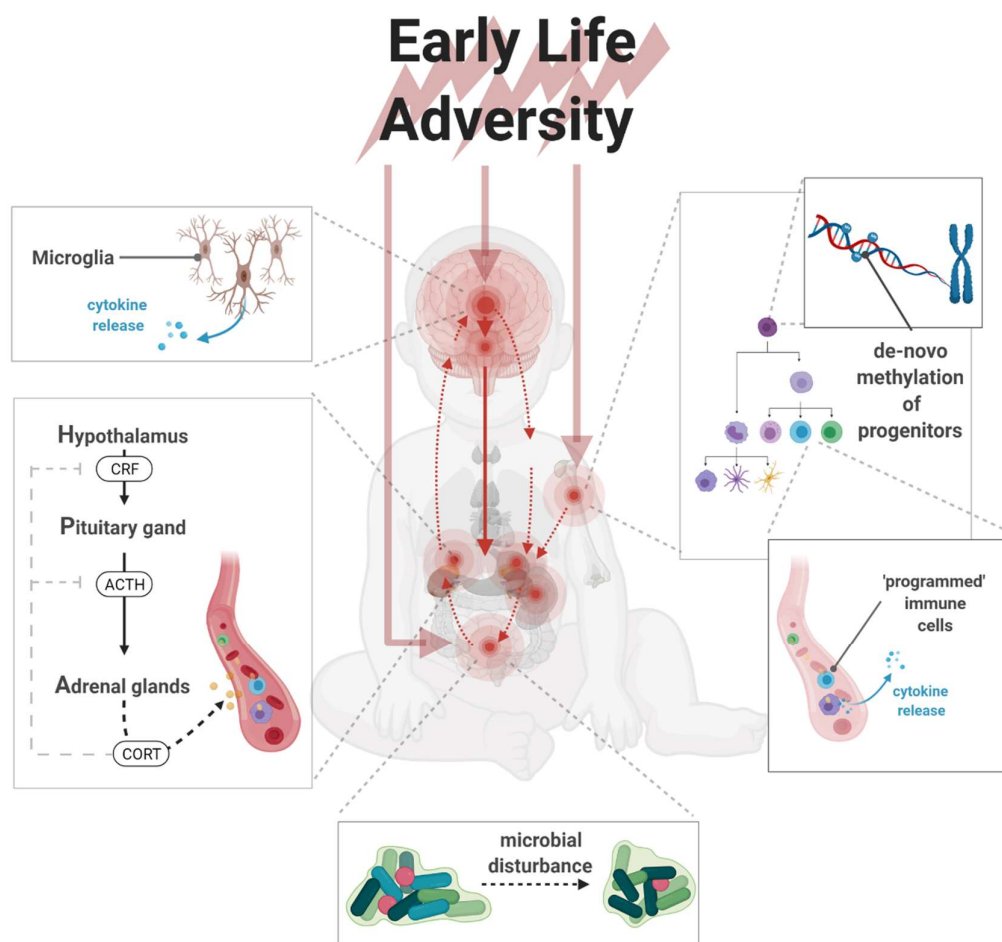 Early Life
Adversity
Microglia
cytokine
release
Hypothalamus
CRF
Pituitary gand
ACTH
Adrenal glands
CORT
de-novo
methylation
of
progenitors
'programmed'
immune
cells
cytokine
release
microbial
disturbance